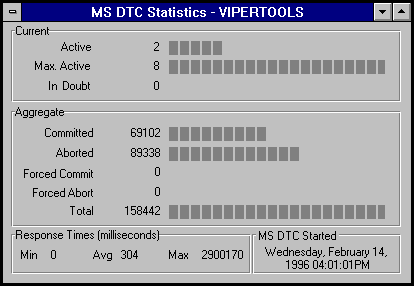 MS DTC Statistics - VIPERTOOLS
Current
Active 2
Max. Active 8
In Doubt 0
Aggregate
Committed 69102
Aborted 89338
Forced Commit 0
Forced Abort 0
Total 158442
Response Times (milliseconds)
Min 0 Avg 304 Max 2900170
MS DTC Started
Wednesday, February 14,
1996 04:01:01PM